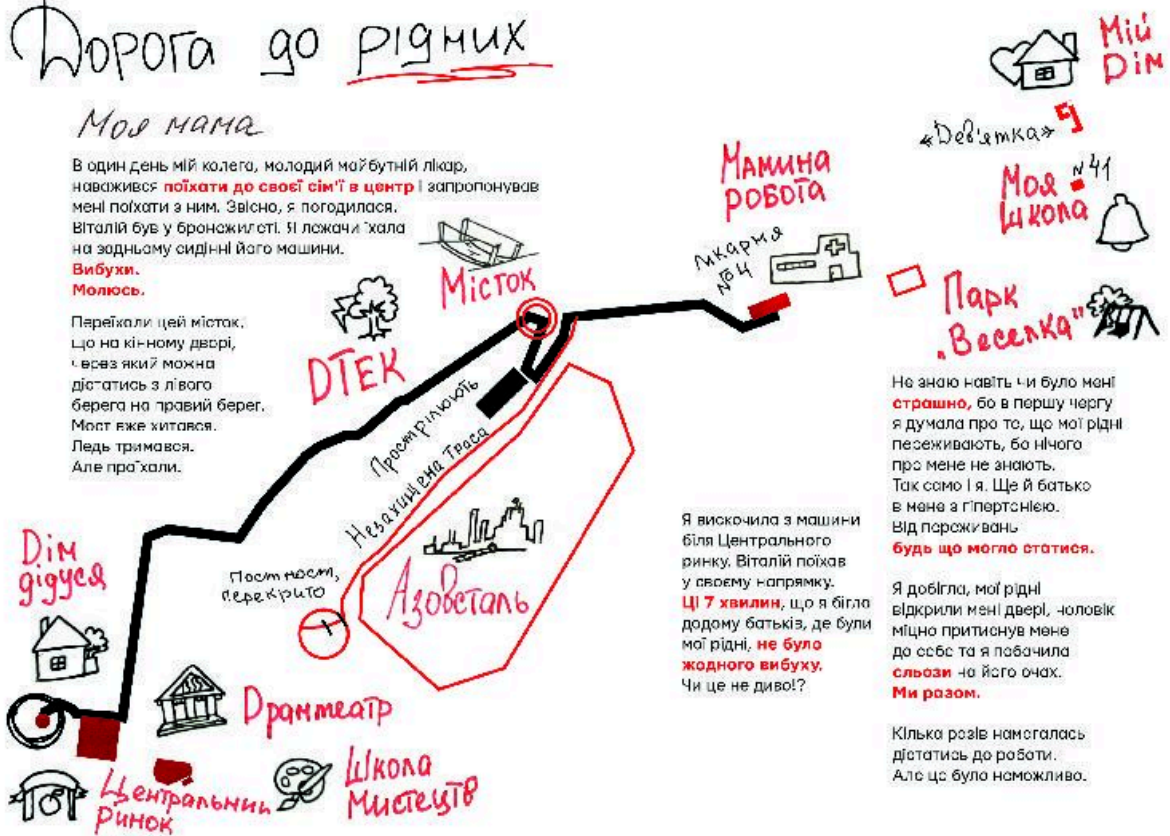 Дорога до рідних
Моя мама
В один день мій колега, молодий майбутній лікар,
наважився поїхати до своєї сім'ї в центр і запропонував
мені поїхати з ним. Звісно, я погодилася.
Віталій був у бронежилеті. Я лежачи їхала
на задньому сидінні його машини.
Вибухи.
Молюсь.
Переїхали цей місток,
що на кінному дворі,
через який можна
дістатись з лівого
берега на правий берег.
Мост вже хитався.
Ледь тримався.
Але проїхали.
Місток
ДТЕК
Мамина
робота
Лікарня
№4
Мій
Дім
«Дев'ятка»
Моя
Школа
№41
Парк
„Веселка"
Прострілюють
Незахищена траса
Азовсталь
Постмост,
перекрито
Дім
дідуся
Драмтеатр
Центральний
Ринок
Школа
Мистецтв
Я вискочила з машини
біля Центрального
ринку. Віталій поїхав
у своєму напрямку.
Ці 7 хвилин, що я бігла
додому батьків, де були
мої рідні, не було
жодного вибуху.
Чи це не диво!?
Не знаю навіть чи було мені
страшно, бо в першу чергу
я думала про те, що мої рідні
переживають, бо нічого
про мене не знають.
Так само і я. Ще й батько
в мене з гіпертонією.
Від переживань
будь що могло статися.
Я добігла, мої рідні
відкрили мені двері, чоловік
міцно притиснув мене
до себе та я побачила
сльози на його очах.
Ми разом.
Кілька разів намагалась
дістатись до работи.
Але це було неможливо.